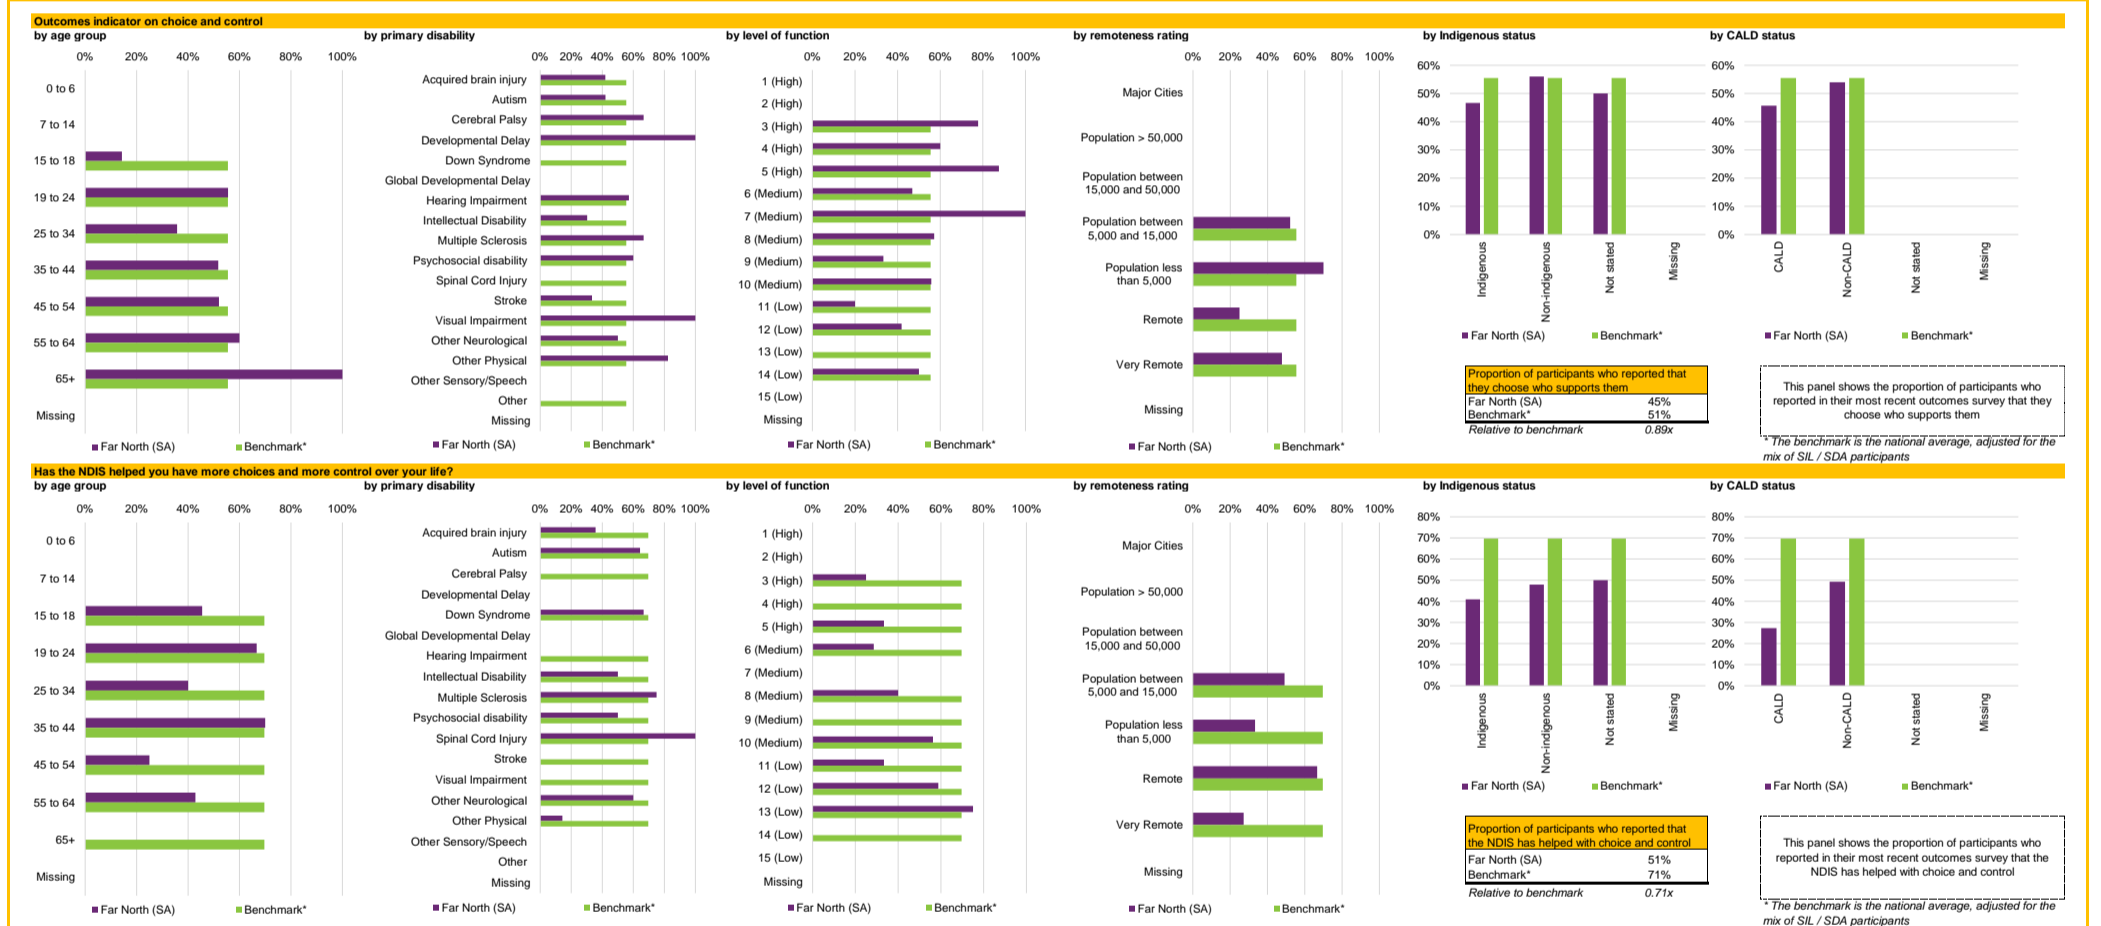 Outcomes indicator on choice and control
by age group
0%
20%
40%
60%
80%
100%
0 to 6
7 to 14
15 to 18
19 to 24
25 to 34
35 to 44
45 to 54
55 to 64
65+
Missing
Far North (SA)
Benchmark*
by primary disability
0%
20%
40%
60%
80%
100%
Acquired brain injury
Autism
Cerebral Palsy
Developmental Delay
Down Syndrome
Global Developmental Delay
Hearing Impairment
Intellectual Disability
Multiple Sclerosis
Psychosocial disability
Spinal Cord Injury
Stroke
Visual Impairment
Other Neurological
Other Physical
Other Sensory/Speech
Other
Missing
Far North (SA)
Benchmark*
by level of function
0%
20%
40%
60%
80%
100%
1 (High)
2 (High)
3 (High)
4 (High)
5 (High)
6 (Medium)
7 (Medium)
8 (Medium)
9 (Medium)
10 (Medium)
11 (Low)
12 (Low)
13 (Low)
14 (Low)
15 (Low)
Missing
Far North (SA)
Benchmark*
by remoteness rating
0%
20%
40%
60%
80%
100%
Major Cities
Population > 50,000
Population between
15,000 and 50,000
Population between
5,000 and 15,000
Population less
than 5,000
Remote
Very Remote
Missing
Far North (SA)
Benchmark*
by Indigenous status
60%
50%
40%
30%
20%
10%
0%
Indigenous
Non-indigenous
Not stated
Missing
Far North (SA)
Benchmark*
Proportion of participants who reported that
they choose who supports them
Far North (SA) 45%
Benchmark* 51%
Relative to benchmark 0.89x
by CALD status
60%
50%
40%
30%
20%
10%
0%
CALD
Non-CALD
Not stated
Missing
Far North (SA)
Benchmark*
This panel shows the proportion of participants who
reported in their most recent outcomes survey that they
choose who supports them
* The benchmark is the national average, adjusted for the
mix of SIL / SDA participants
Has the NDIS helped you have more choices and more control over your life?
by age group
0%
20%
40%
60%
80%
100%
0 to 6
7 to 14
15 to 18
19 to 24
25 to 34
35 to 44
45 to 54
55 to 64
65+
Missing
Far North (SA)
Benchmark*
by primary disability
0%
20%
40%
60%
80%
100%
Acquired brain injury
Autism
Cerebral Palsy
Developmental Delay
Down Syndrome
Global Developmental Delay
Hearing Impairment
Intellectual Disability
Multiple Sclerosis
Psychosocial disability
Spinal Cord Injury
Stroke
Visual Impairment
Other Neurological
Other Physical
Other Sensory/Speech
Other
Missing
Far North (SA)
Benchmark*
by level of function
0%
20%
40%
60%
80%
100%
1 (High)
2 (High)
3 (High)
4 (High)
5 (High)
6 (Medium)
7 (Medium)
8 (Medium)
9 (Medium)
10 (Medium)
11 (Low)
12 (Low)
13 (Low)
14 (Low)
15 (Low)
Missing
Far North (SA)
Benchmark*
by remoteness rating
0%
20%
40%
60%
80%
100%
Major Cities
Population > 50,000
Population between
15,000 and 50,000
Population between
5,000 and 15,000
Population less
than 5,000
Remote
Very Remote
Missing
Far North (SA)
Benchmark*
by Indigenous status
80%
70%
60%
50%
40%
30%
20%
10%
0%
Indigenous
Non-indigenous
Not stated
Missing
Far North (SA)
Benchmark*
Proportion of participants who reported that
the NDIS has helped with choice and control
Far North (SA) 51%
Benchmark* 71%
Relative to benchmark 0.71x
by CALD status
80%
70%
60%
50%
40%
30%
20%
10%
0%
CALD
Non-CALD
Not stated
Missing
Far North (SA)
Benchmark*
This panel shows the proportion of participants who
reported in their most recent outcomes survey that the
NDIS has helped with choice and control
* The benchmark is the national average, adjusted for the
mix of SIL / SDA participants